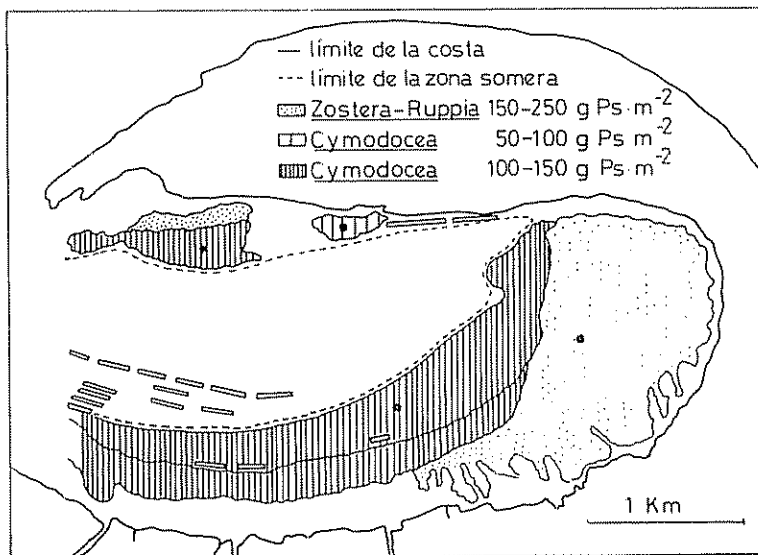 límite de la costa
límite de la zona somera
Zostera-Ruppia 150-250 g Ps·m-2
Cymodocea 50-100 g Ps m-2
Cymodocea 100-150 g Ps·m-2
1 Km